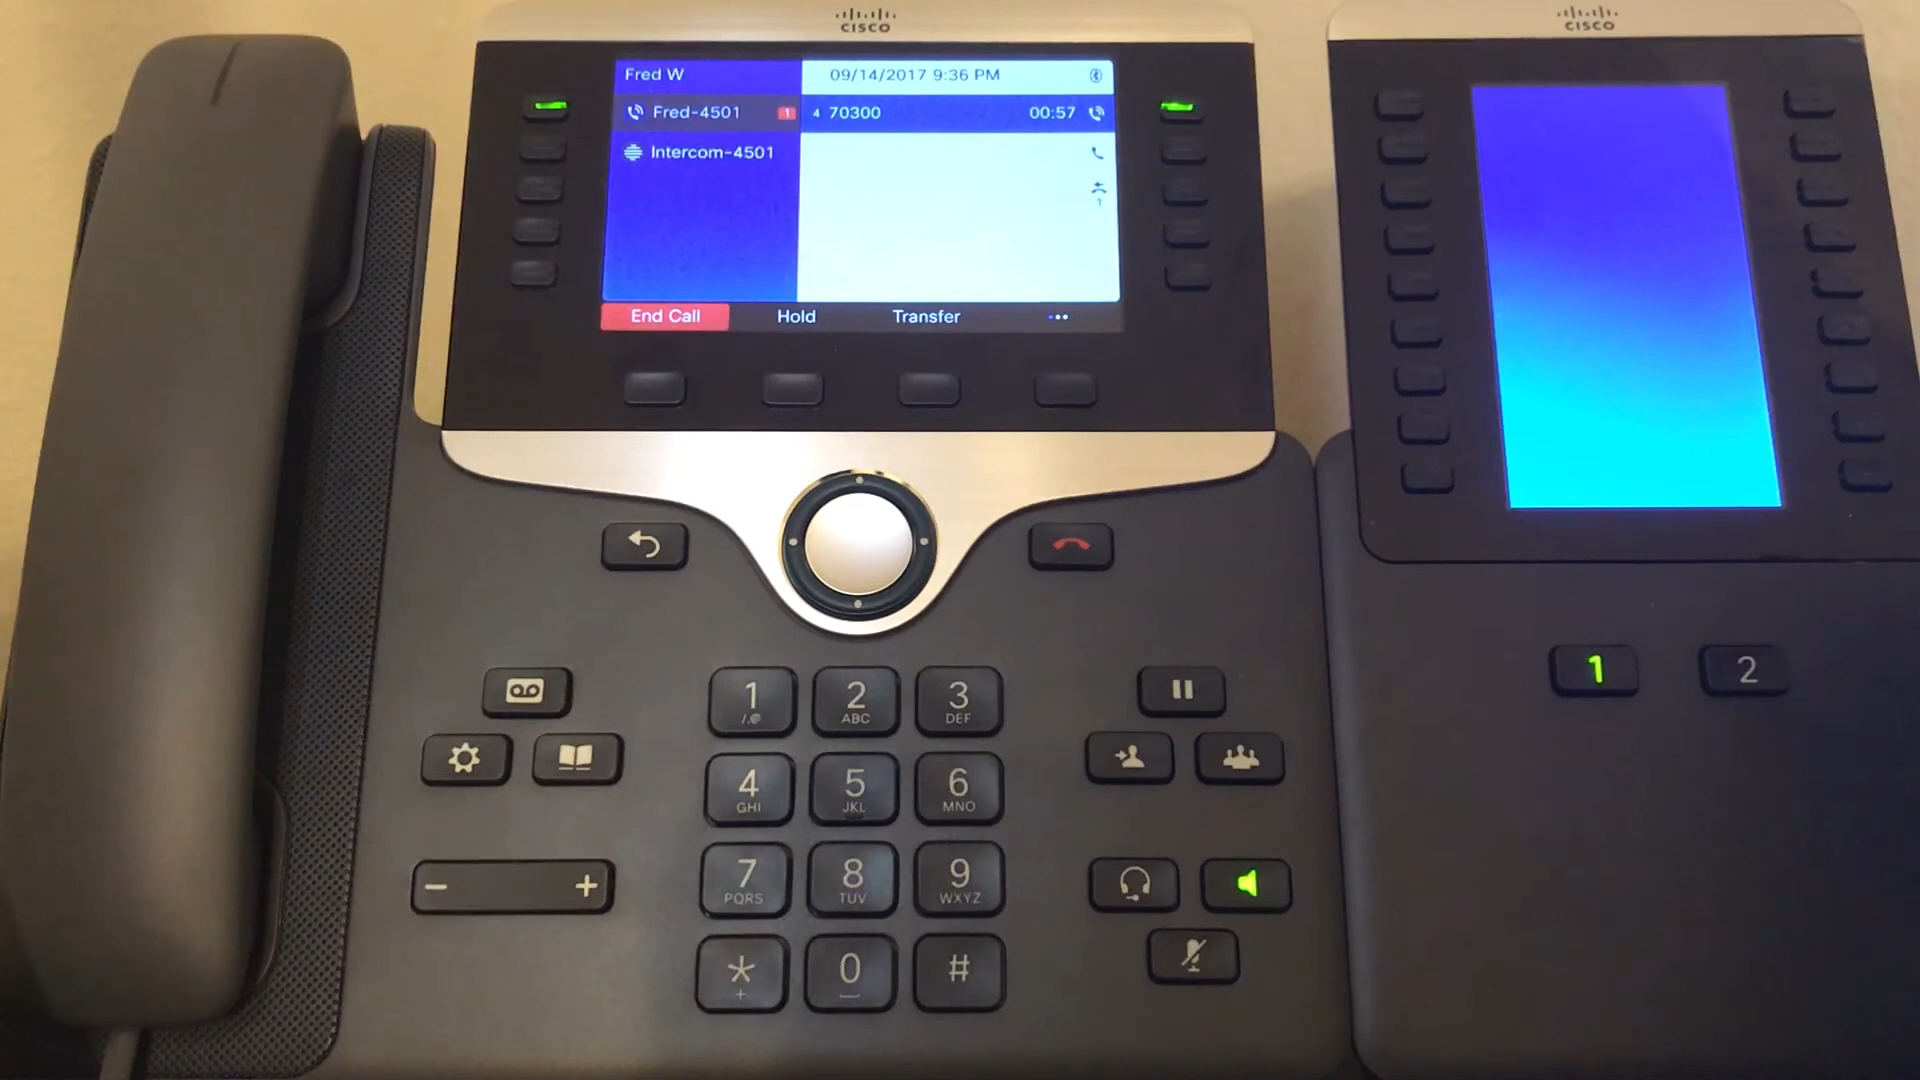 CISCO
CISCO
Fred W
09/14/2017 9:36 PM
Fred-4501
1
4 70300
00:57
Intercom-4501
1
End Call
Hold
Transfer
1
/.@
2
ABC
3
DEF
4
GHI
5
JKL
6
MNO
7
PQRS
8
TUV
9
WXYZ
*
+
0
#
− +
1
2